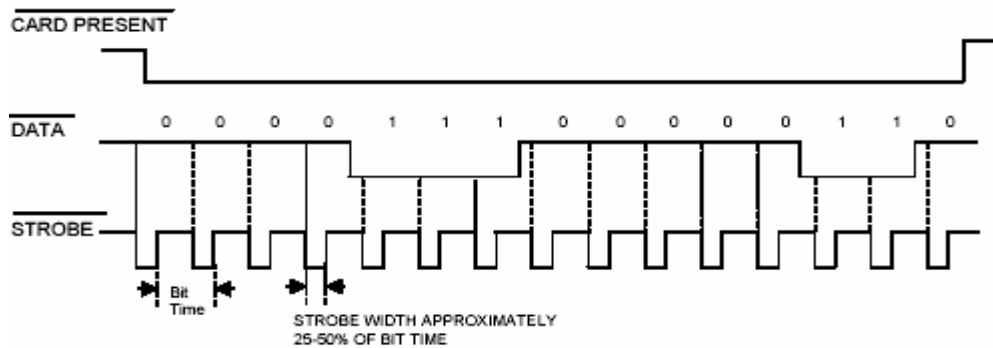 CARD PRESENT
DATA
0 0 0 0 1 1 1 0 0 0 0 0 1 1 0
STROBE
Bit
Time
STROBE WIDTH APPROXIMATELY
25-50% OF BIT TIME